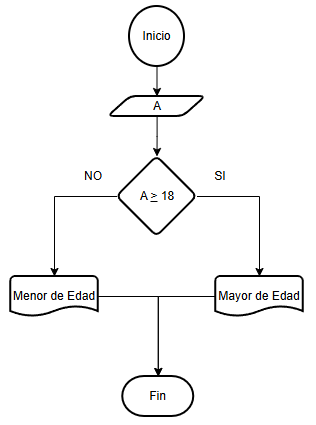 Inicio
A
NO
SI
A ≥ 18
Menor de Edad
Mayor de Edad
Fin